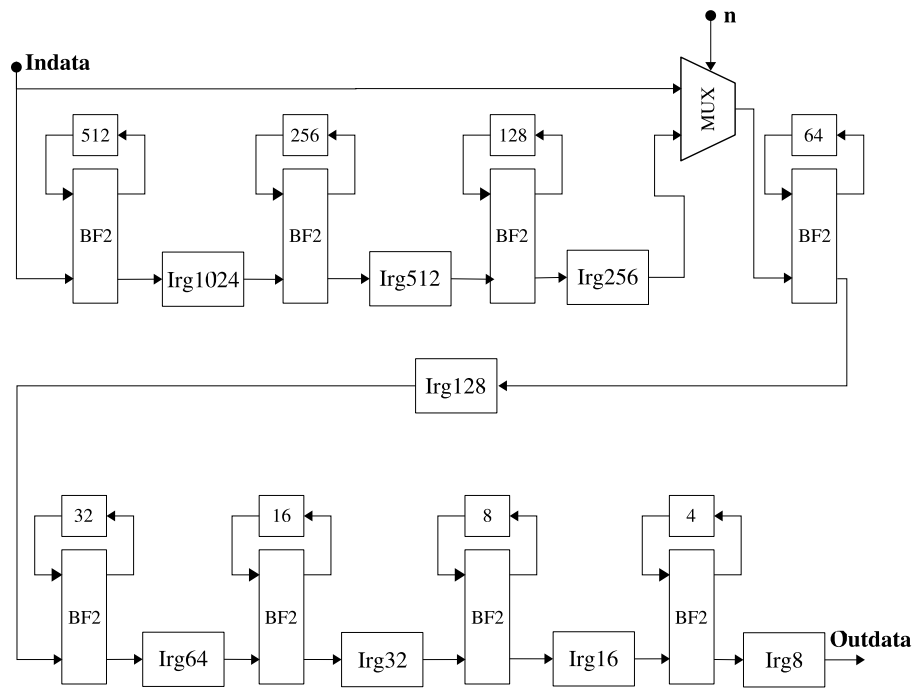 n
Indata
MUX
512
256
128
64
BF2
BF2
BF2
BF2
Irg1024
Irg512
Irg256
Irg128
32
16
8
4
BF2
BF2
BF2
BF2
Outdata
Irg64
Irg32
Irg16
Irg8